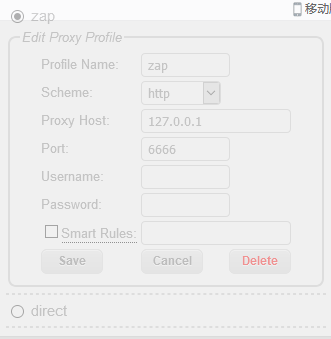 移动
zap
Edit Proxy Profile
Profile Name: zap
Scheme: http
Proxy Host: 127.0.0.1
Port: 6666
Username:
Password:
Smart Rules:
Save Cancel Delete
direct